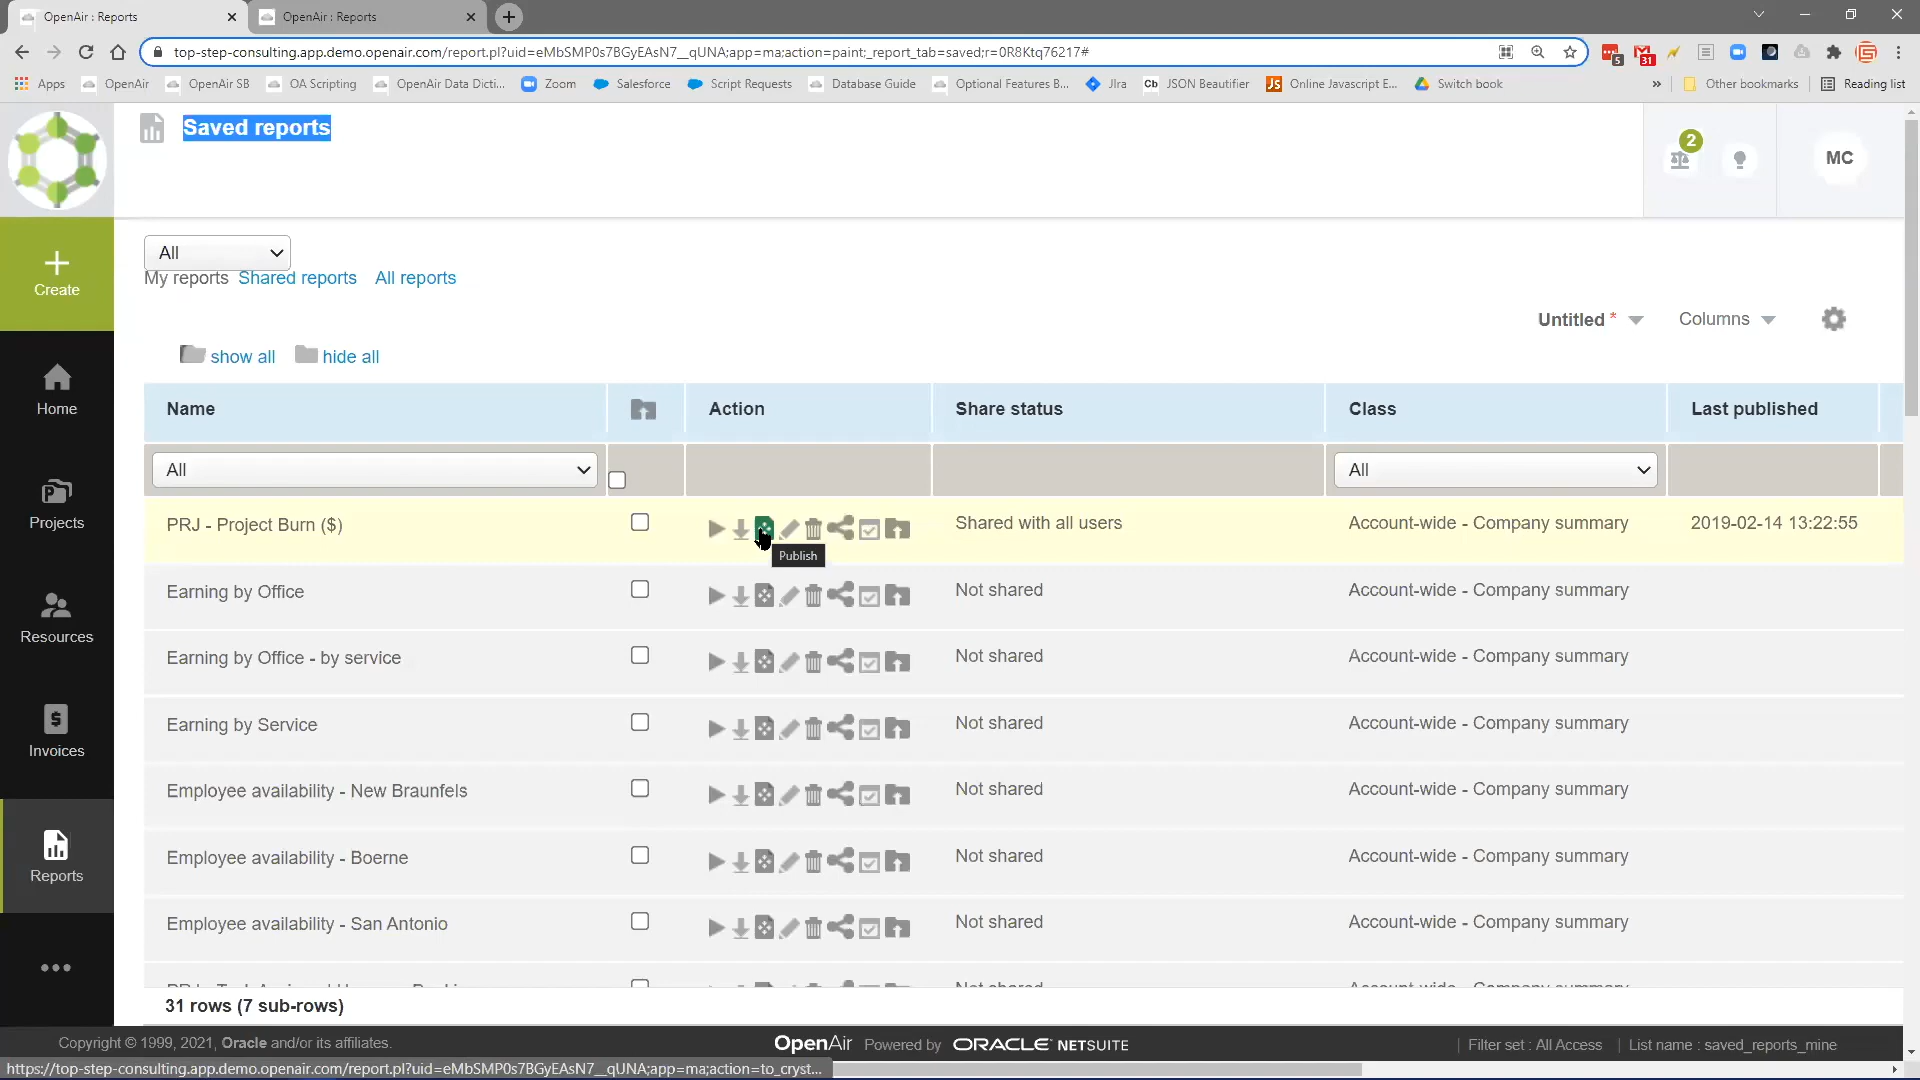 OpenAir : Reports
OpenAir : Reports
top-step-consulting.app.demo.openair.com/report.pl?uid=eMbSMP0s7BGyEAsN7__qUNA;app=ma;action=paint;_report_tab=saved;r=0R8Ktq76217#
5
31
Apps OpenAir OpenAir SB OA Scripting OpenAir Data Dicti... Zoom Salesforce Script Requests Database Guide Optional Features B... JIra Cb JSON Beautifier JS Online Javascript E... Switch book » Other bookmarks Reading list
Saved reports
2
MC
All
My reports Shared reports All reports
Untitled * Columns
show all hide all
Name Action Share status Class Last published
All All
PRJ - Project Burn ($) Shared with all users Account-wide - Company summary 2019-02-14 13:22:55
Publish
Earning by Office Not shared Account-wide - Company summary
Earning by Office - by service Not shared Account-wide - Company summary
Earning by Service Not shared Account-wide - Company summary
Employee availability - New Braunfels Not shared Account-wide - Company summary
Employee availability - Boerne Not shared Account-wide - Company summary
Employee availability - San Antonio Not shared Account-wide - Company summary
Not shared Account-wide - Company summary
31 rows (7 sub-rows)
Create
Home
Projects
Resources
Invoices
Reports
Copyright © 1999, 2021, Oracle and/or its affiliates.
OpenAir Powered by ORACLE NETSUITE
| Filter set : All Access | List name : saved_reports_mine
https://top-step-consulting.app.demo.openair.com/report.pl?uid=eMbSMP0s7BGyEAsN7__qUNA;app=ma;action=to_cryst...